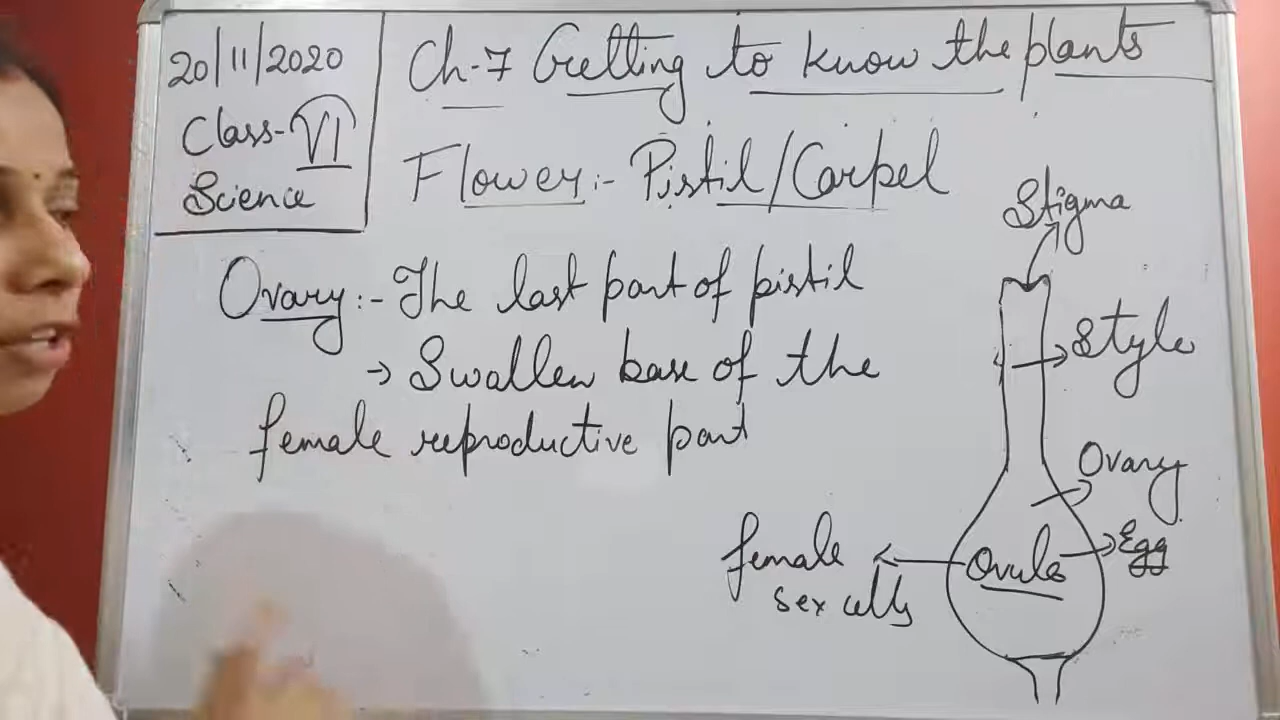 20/11/2020
Class-VI
Science
Ch-7 Getting to know the plants
Flower:- Pistil/Carpel
Ovary:- The last part of pistil
→ Swallen base of the
female reproductive part
Stigma
Style
Ovary
Egg
Ovule
female
sex cells